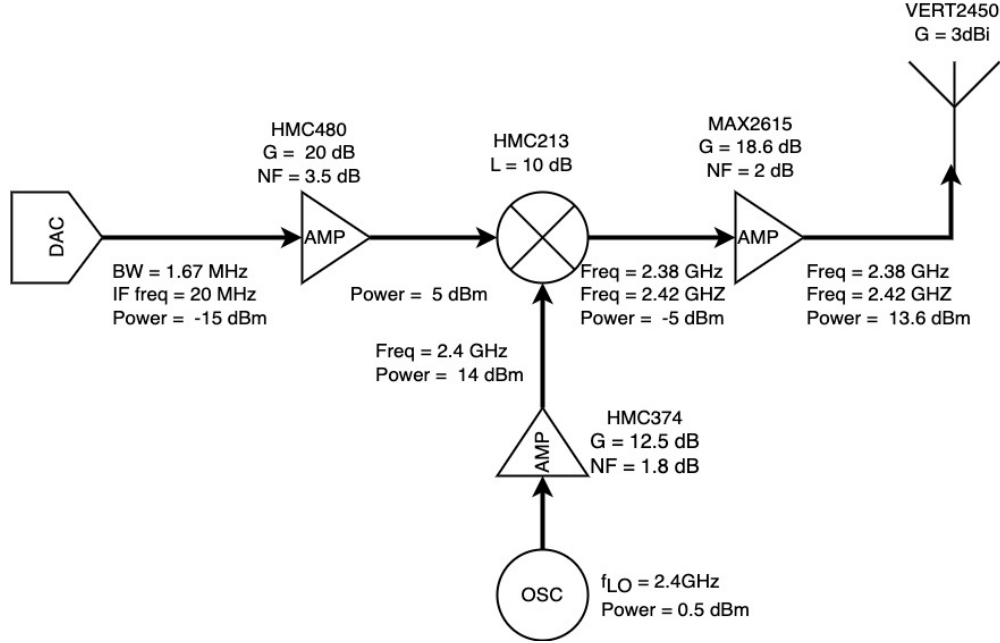 VERT2450
G = 3dBi
HMC480
G = 20 dB
NF = 3.5 dB
HMC213
L = 10 dB
MAX2615
G = 18.6 dB
NF = 2 dB
DAC
AMP
AMP
BW = 1.67 MHz
IF freq = 20 MHz
Power = -15 dBm
Power = 5 dBm
Freq = 2.38 GHz
Freq = 2.42 GHZ
Power = -5 dBm
Freq = 2.38 GHz
Freq = 2.42 GHZ
Power = 13.6 dBm
Freq = 2.4 GHz
Power = 14 dBm
AMP
HMC374
G = 12.5 dB
NF = 1.8 dB
OSC
fLO = 2.4GHz
Power = 0.5 dBm